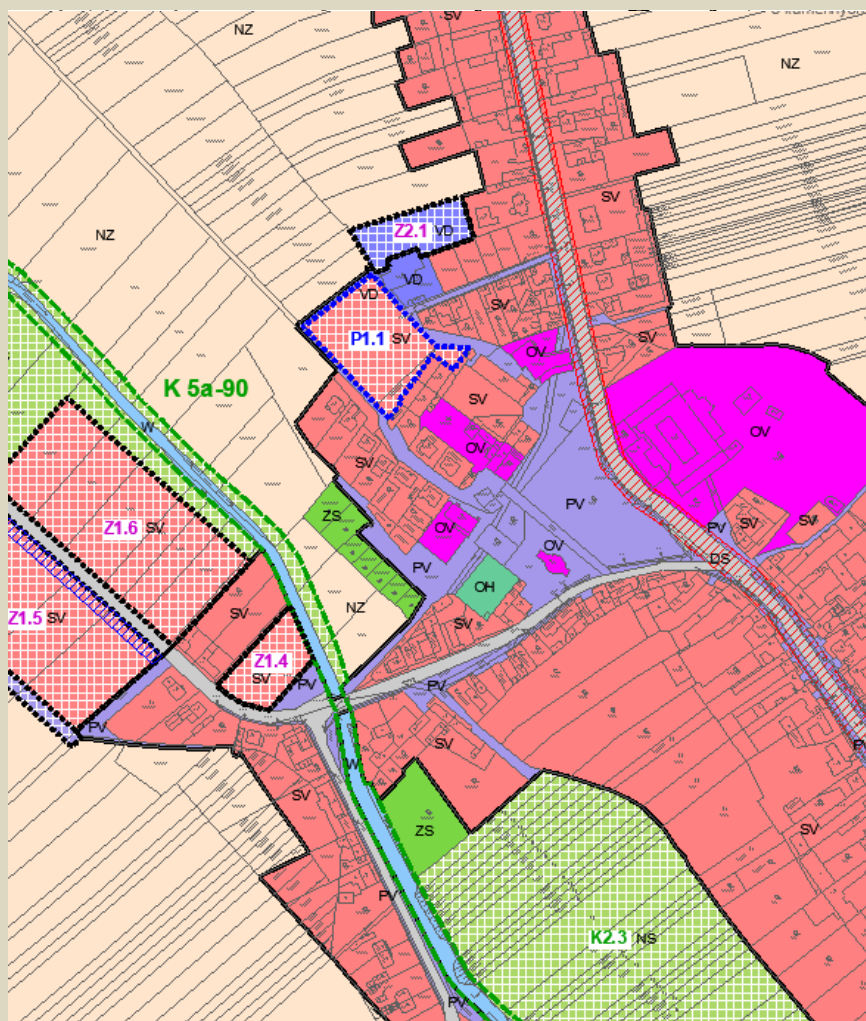 SV
NZ
NZ
SV
NZ
Z2.1 VD
VD
VD
P1.1 SV
SV
SV
OV
K 5a-90
W
SV
OV
OV
SV
Z1.6 SV
ZS
OV
PV
OV
PV
SV
SV
PV
OH
DS
NZ
SV
SV
Z1.5 SV
Z1.4
SV
PV
PV
PV
SV
W
SV
ZS
SV
PV
K2.3 NS
PV